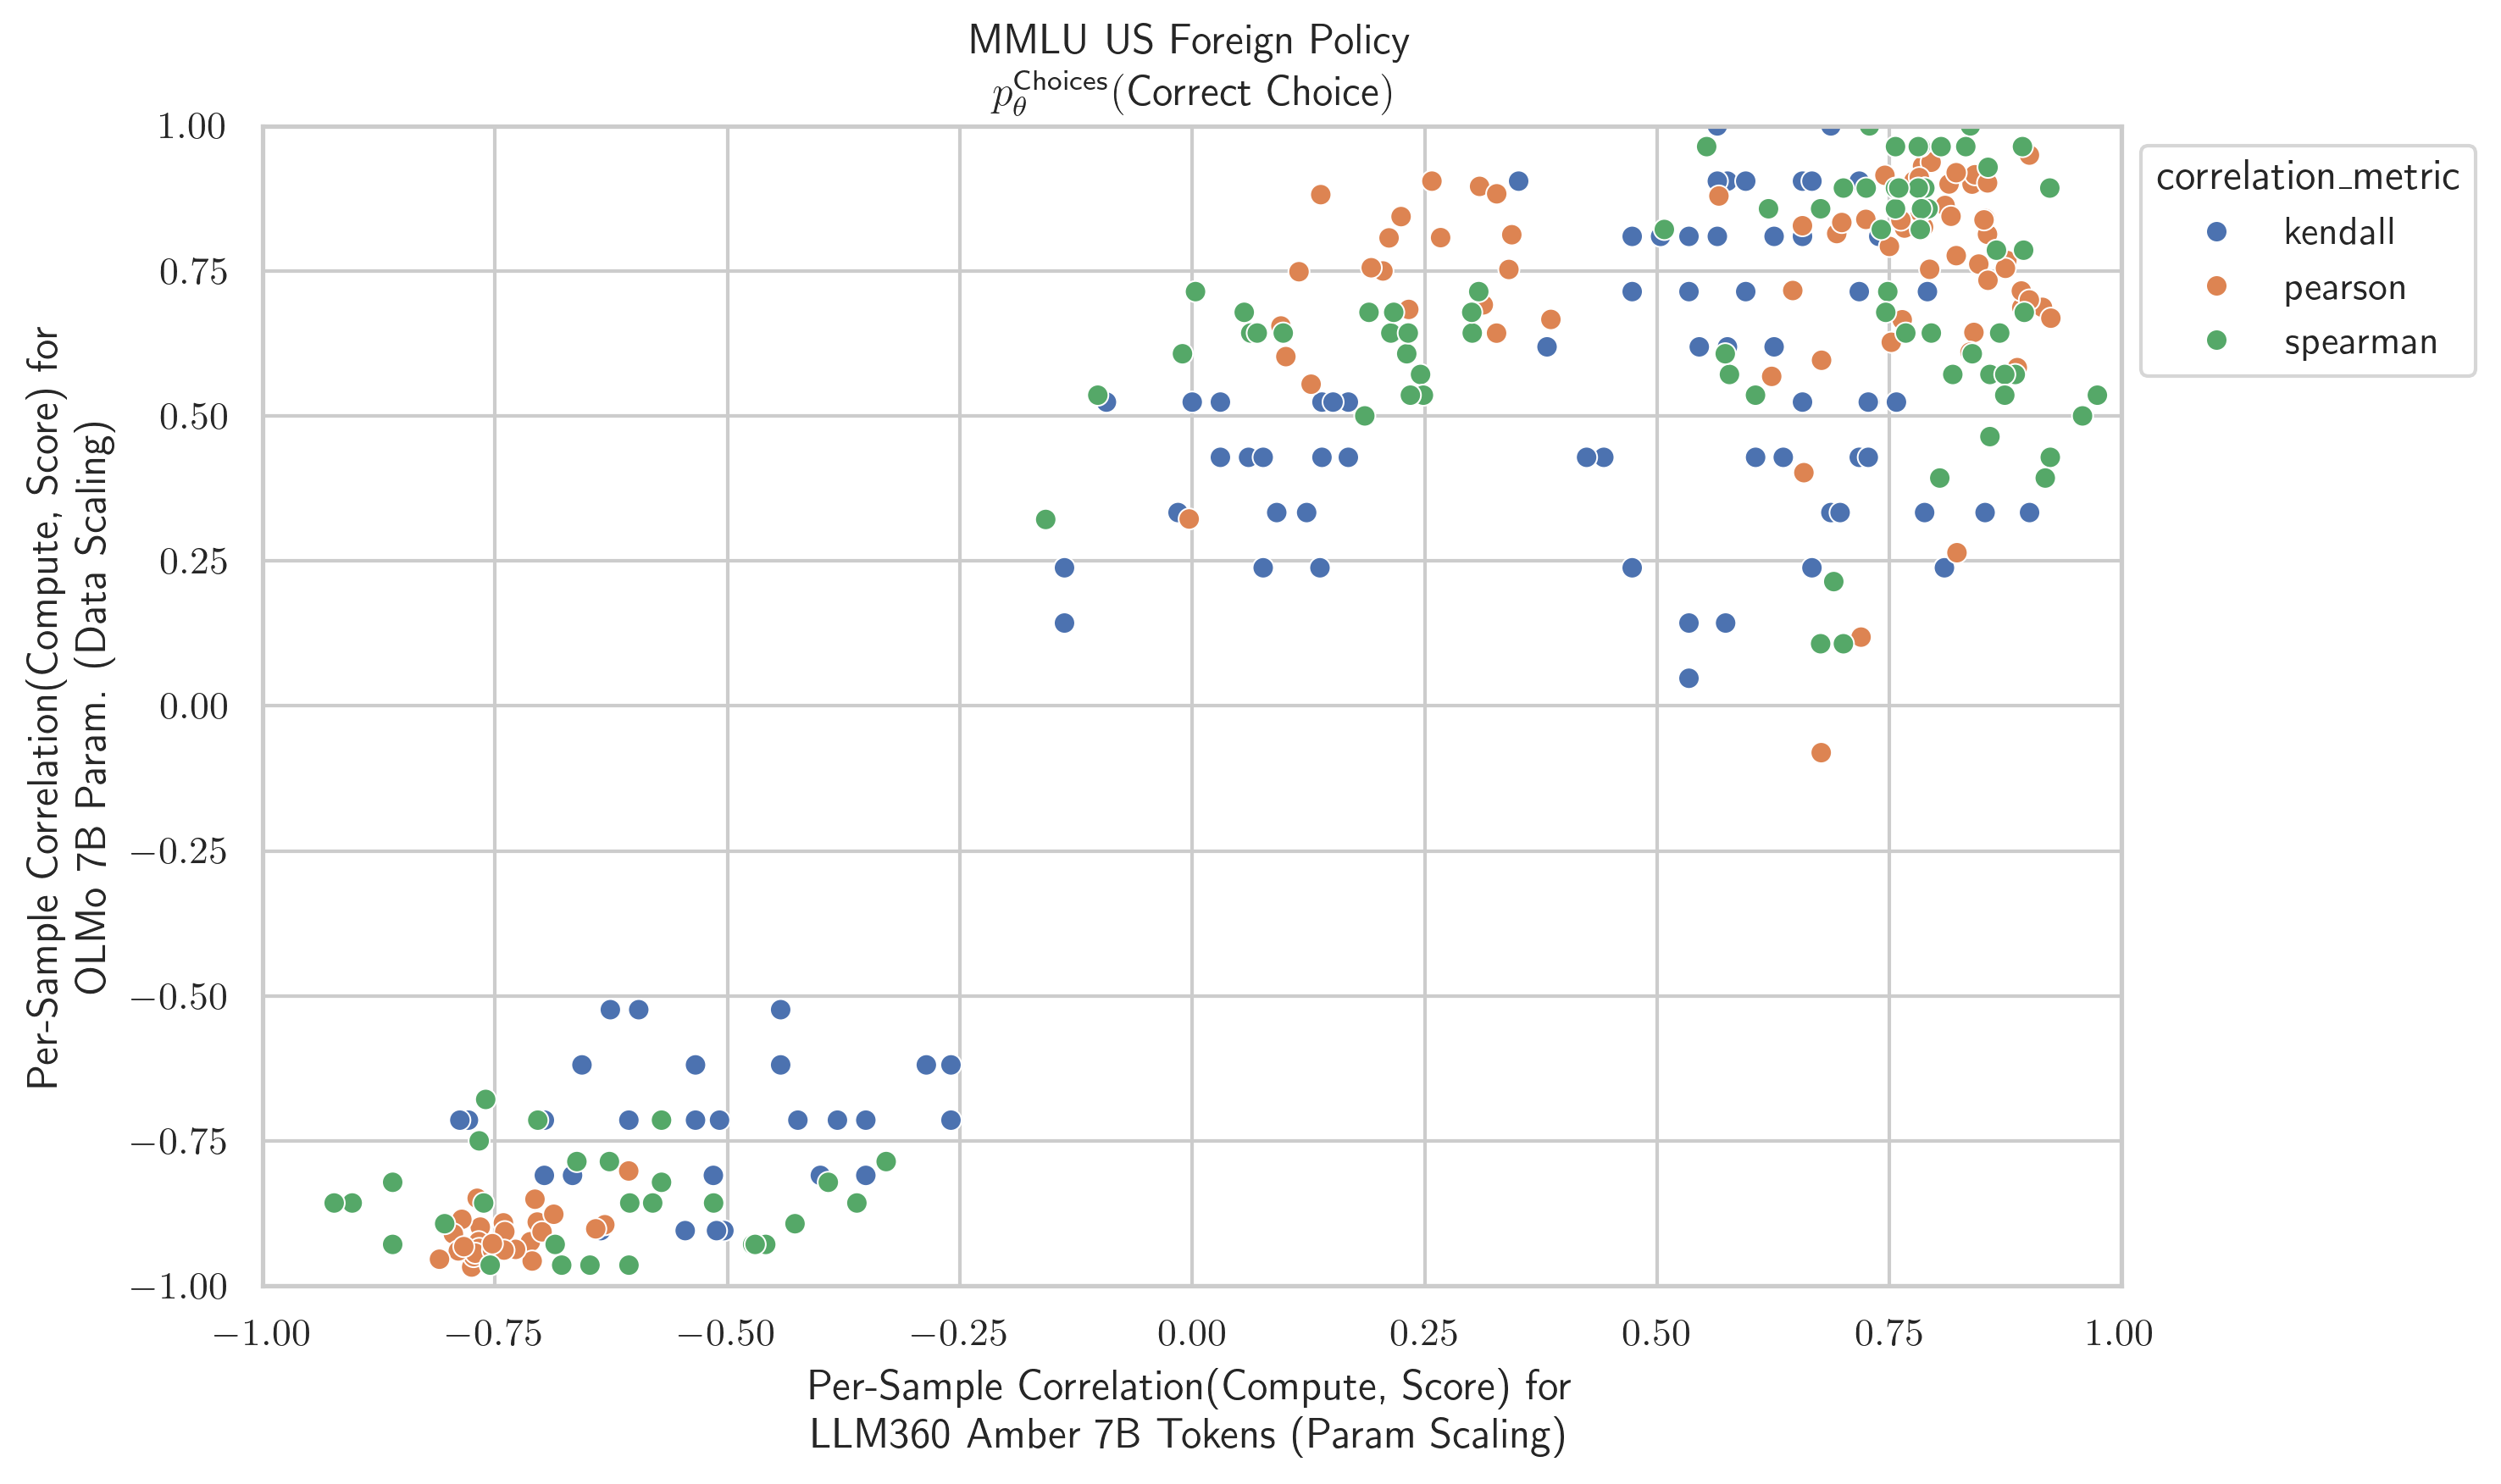 MMLU US Foreign Policy
p_θ^Choices(Correct Choice)
1.00
0.75
0.50
0.25
0.00
−0.25
−0.50
−0.75
−1.00
Per-Sample Correlation(Compute, Score) for
OLMo 7B Param. (Data Scaling)
−1.00 −0.75 −0.50 −0.25 0.00 0.25 0.50 0.75 1.00
Per-Sample Correlation(Compute, Score) for
LLM360 Amber 7B Tokens (Param Scaling)
correlation_metric
kendall
pearson
spearman